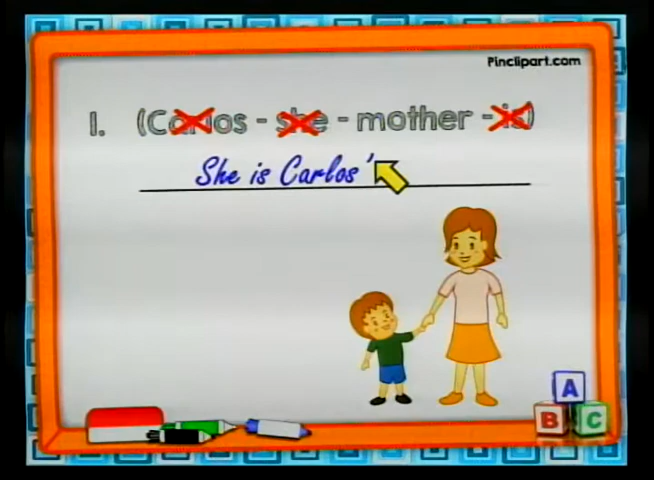 Pinclipart.com
1. (Carlos - she - mother - is)
She is Carlos'
A
B C